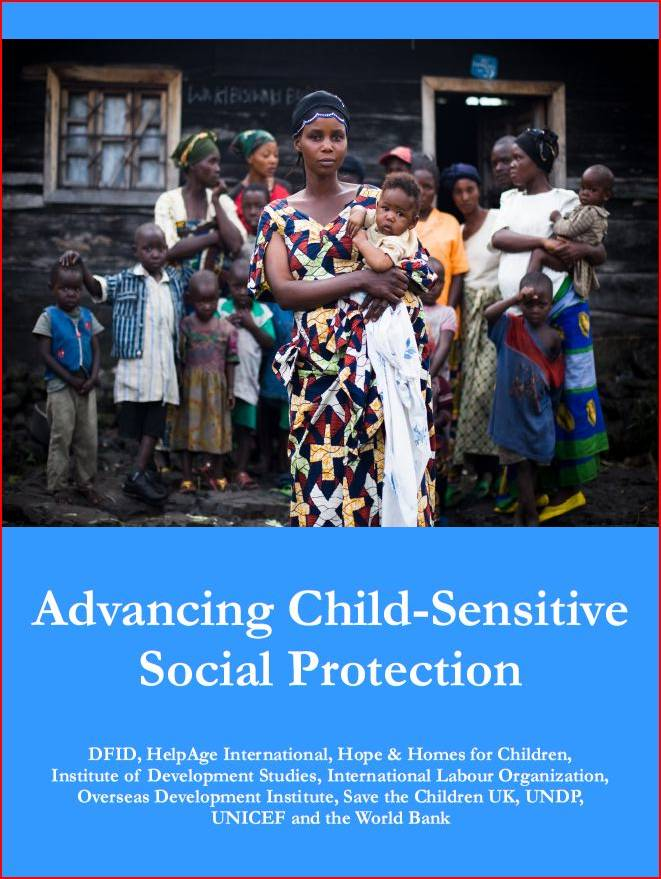 Advancing Child-Sensitive
Social Protection
DFID, HelpAge International, Hope & Homes for Children,
Institute of Development Studies, International Labour Organization,
Overseas Development Institute, Save the Children UK, UNDP,
UNICEF and the World Bank